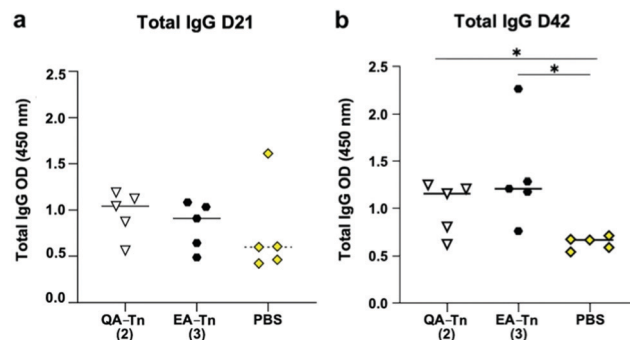 a
Total IgG D21
Total IgG OD (450 nm)
2.5
2.0
1.5
1.0
0.5
0.0
QA–Tn
(2)
EA–Tn
(3)
PBS
b
Total IgG D42
Total IgG OD (450 nm)
2.5
2.0
1.5
1.0
0.5
0.0
*
*
QA–Tn
(2)
EA–Tn
(3)
PBS